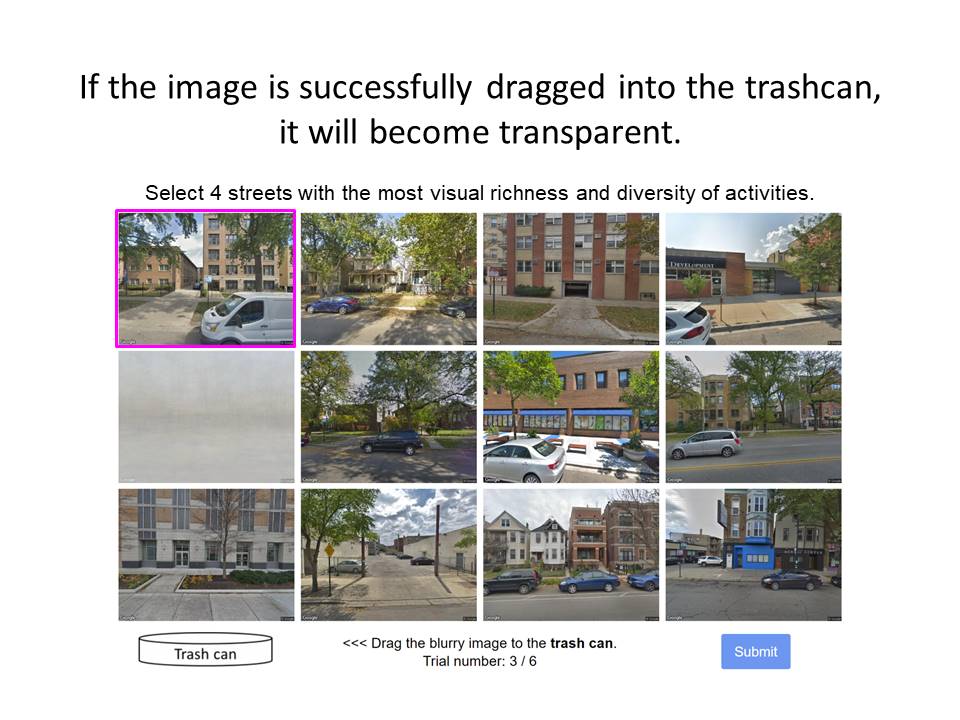 If the image is successfully dragged into the trashcan,
it will become transparent.
Select 4 streets with the most visual richness and diversity of activities.
DEVELOPMENT
Trash can
<<< Drag the blurry image to the trash can.
Trial number: 3 / 6
Submit